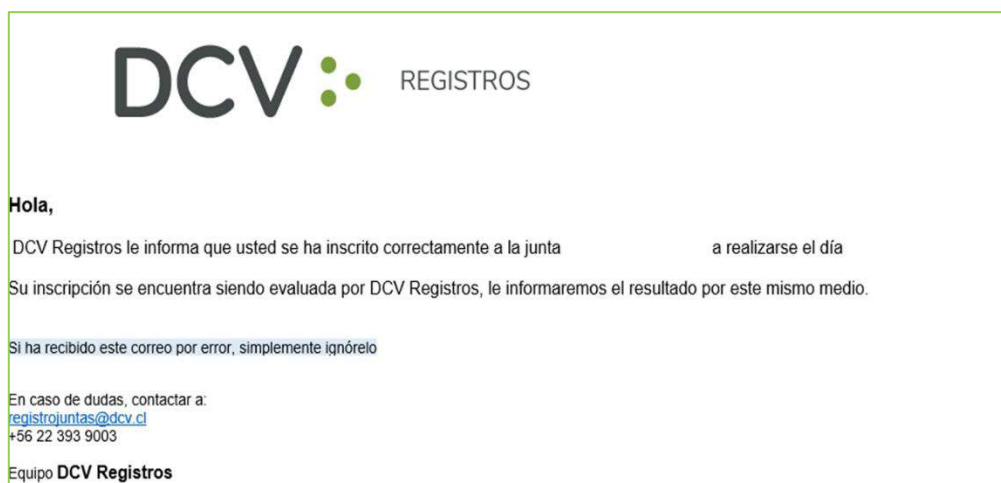 DCV REGISTROS
Hola,
DCV Registros le informa que usted se ha inscrito correctamente a la junta a realizarse el día
Su inscripción se encuentra siendo evaluada por DCV Registros, le informaremos el resultado por este mismo medio.
Si ha recibido este correo por error, simplemente ignórelo
En caso de dudas, contactar a:
registrojuntas@dcv.cl
+56 22 393 9003
Equipo DCV Registros